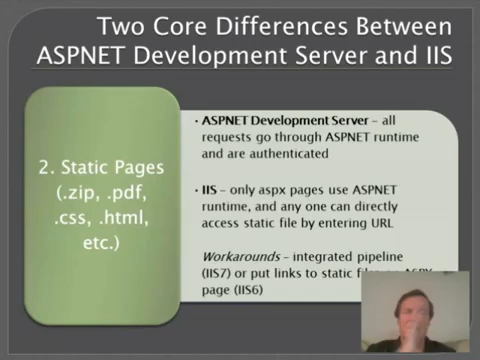 Two Core Differences Between
ASPNET Development Server and IIS
2. Static Pages
(.zip, .pdf,
.css, .html,
etc.)
• ASPNET Development Server – all
requests go through ASPNET runtime
and are authenticated
• IIS – only aspx pages use ASPNET
runtime, and any one can directly
access static file by entering URL
Workarounds – integrated pipeline
(IIS7) or put links to static files on ASPX
page (IIS6)